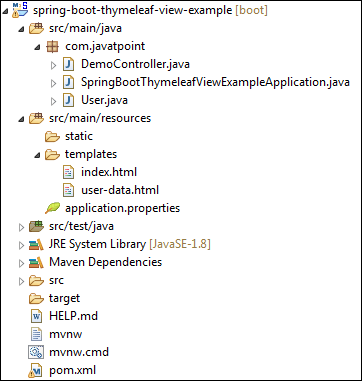 spring-boot-thymeleaf-view-example [boot]
src/main/java
com.javatpoint
DemoController.java
SpringBootThymeleafViewExampleApplication.java
User.java
src/main/resources
static
templates
index.html
user-data.html
application.properties
src/test/java
JRE System Library [JavaSE-1.8]
Maven Dependencies
src
target
HELP.md
mvnw
mvnw.cmd
pom.xml